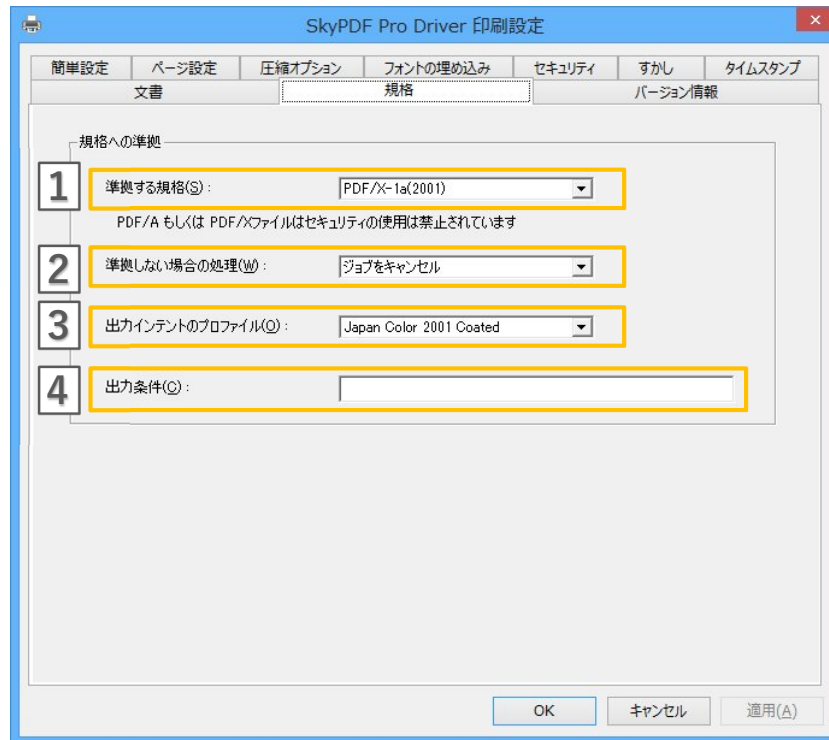 SkyPDF Pro Driver 印刷設定
簡単設定 ページ設定 圧縮オプション フォントの埋め込み セキュリティ すかし タイムスタンプ
文書 規格 バージョン情報
規格への準拠
1 準拠する規格(S): PDF/X-1a(2001)
PDF/A もしくは PDF/Xファイルはセキュリティの使用は禁止されています
2 準拠しない場合の処理(W): ジョブをキャンセル
3 出力インテントのプロファイル(O): Japan Color 2001 Coated
4 出力条件(C):
OK キャンセル 適用(A)